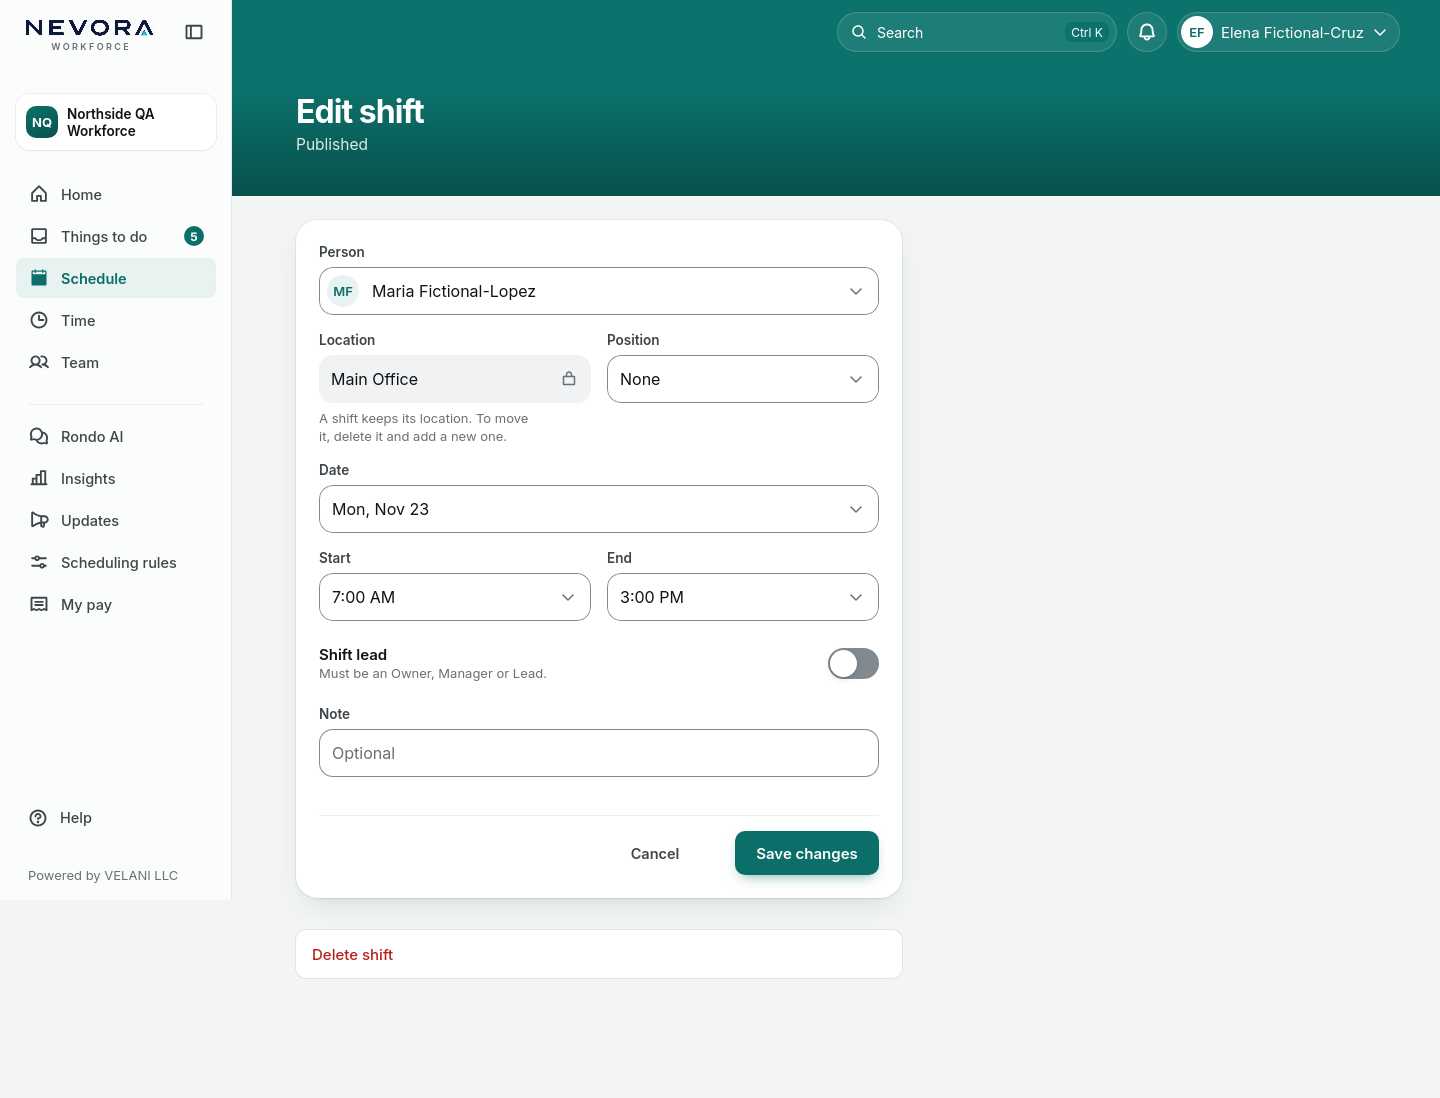 NEVORA
WORKFORCE
Search
Ctrl K
EF
Elena Fictional-Cruz
NQ
Northside QA
Workforce
Edit shift
Published
Home
Things to do
5
Schedule
Time
Team
Rondo AI
Insights
Updates
Scheduling rules
My pay
Help
Powered by VELANI LLC
Person
MF
Maria Fictional-Lopez
Location
Position
Main Office
None
A shift keeps its location. To move
it, delete it and add a new one.
Date
Mon, Nov 23
Start
End
7:00 AM
3:00 PM
Shift lead
Must be an Owner, Manager or Lead.
Note
Optional
Cancel
Save changes
Delete shift